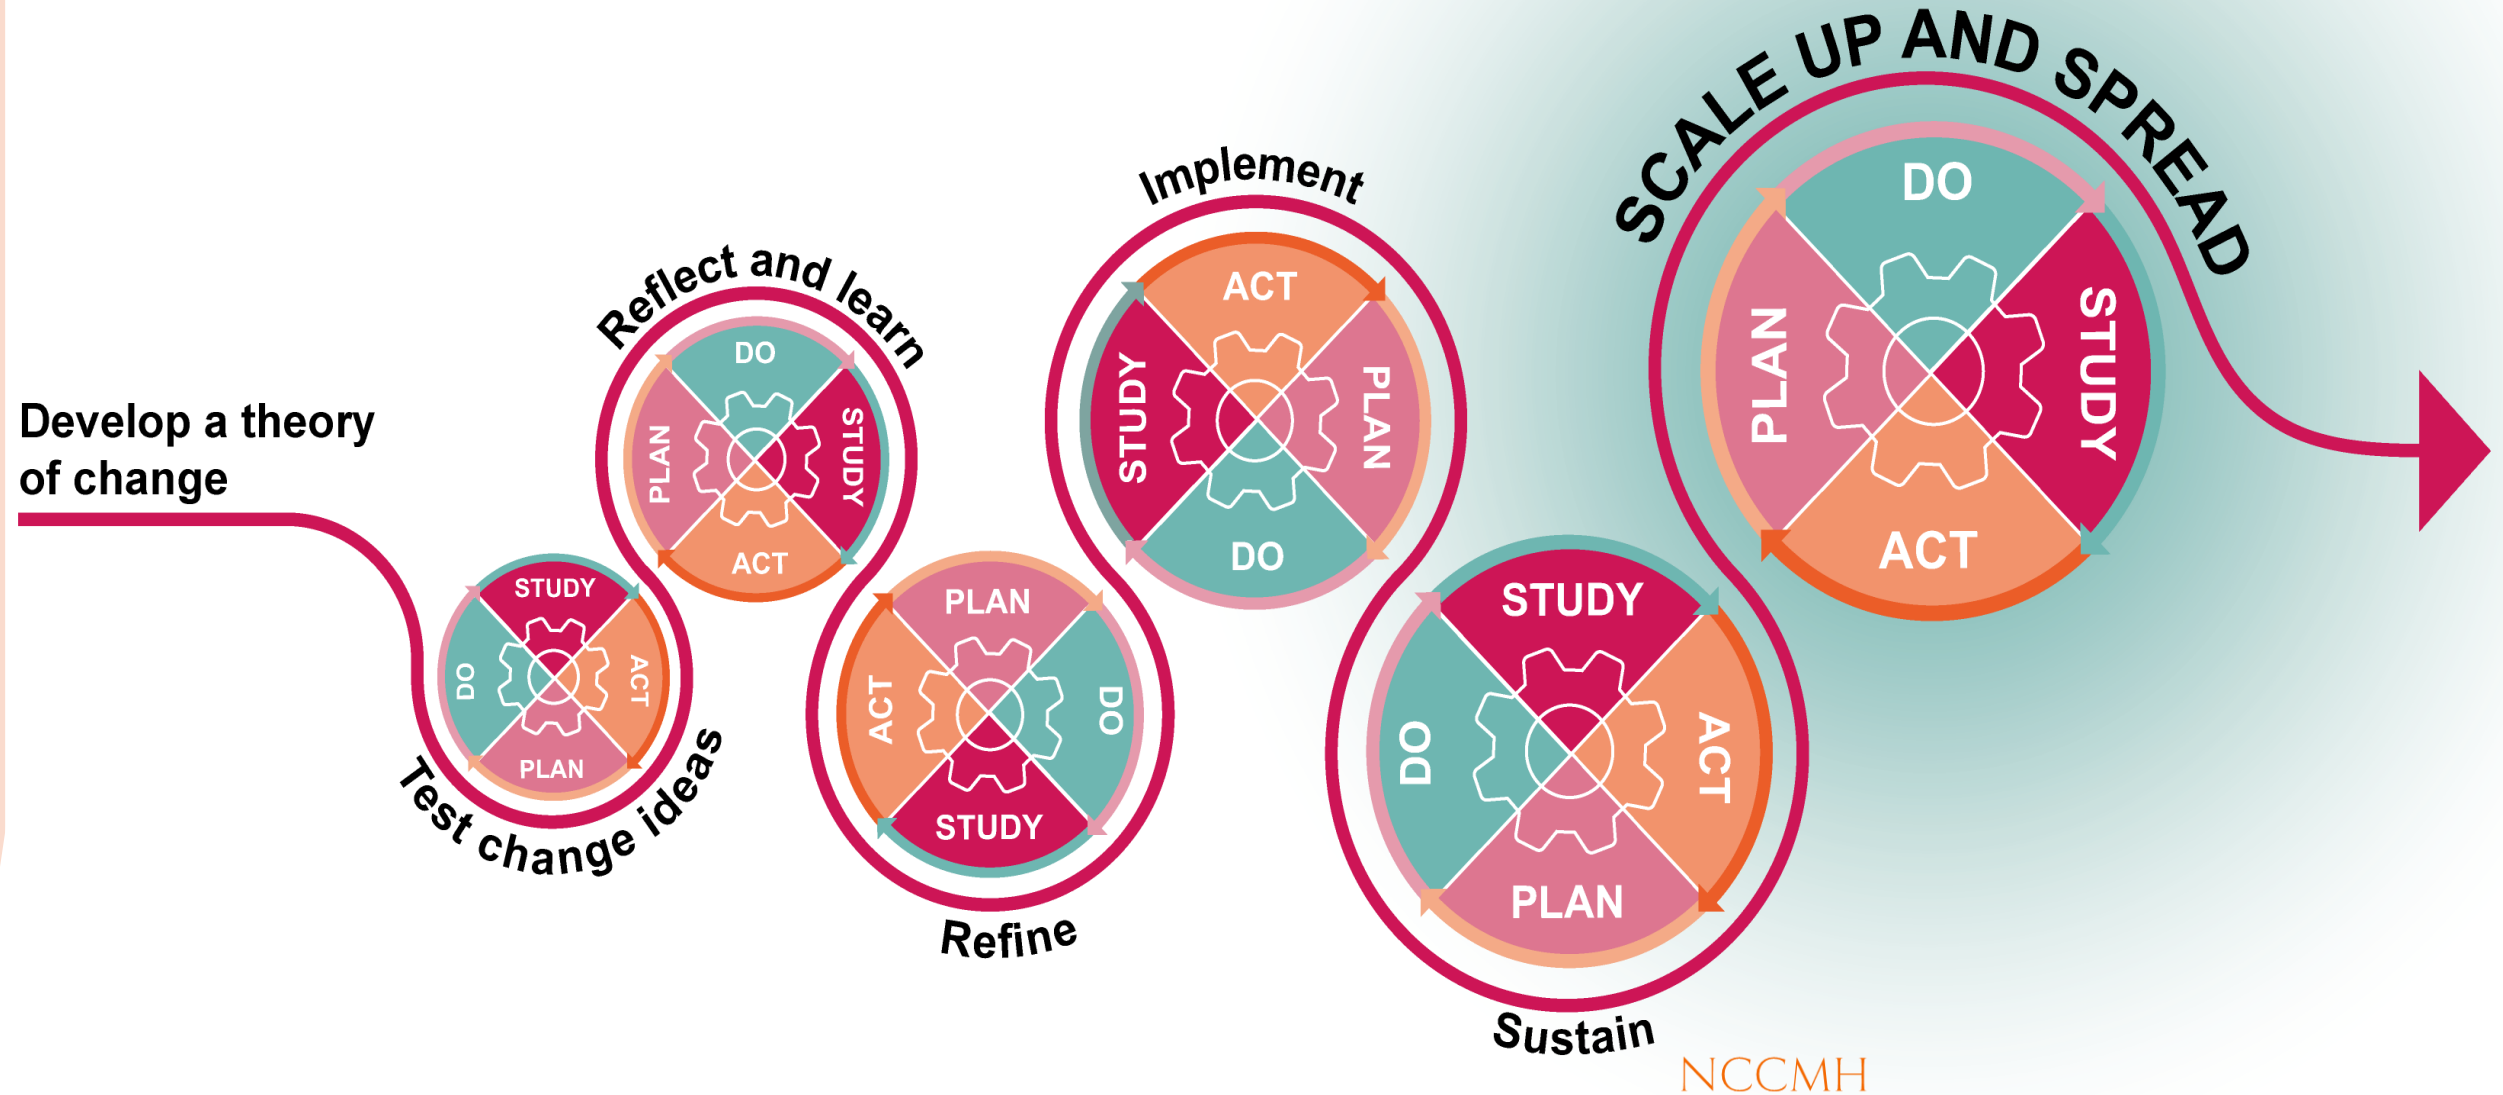 Develop a theory
of change
STUDY
DO
ACT
PLAN
Test change ideas
Reflect and learn
DO
PLAN
STUDY
ACT
PLAN
ACT
DO
STUDY
Refine
Implement
ACT
STUDY
PLAN
DO
STUDY
DO
ACT
PLAN
Sustain
SCALE UP AND SPREAD
DO
PLAN
STUDY
ACT
NCCMH